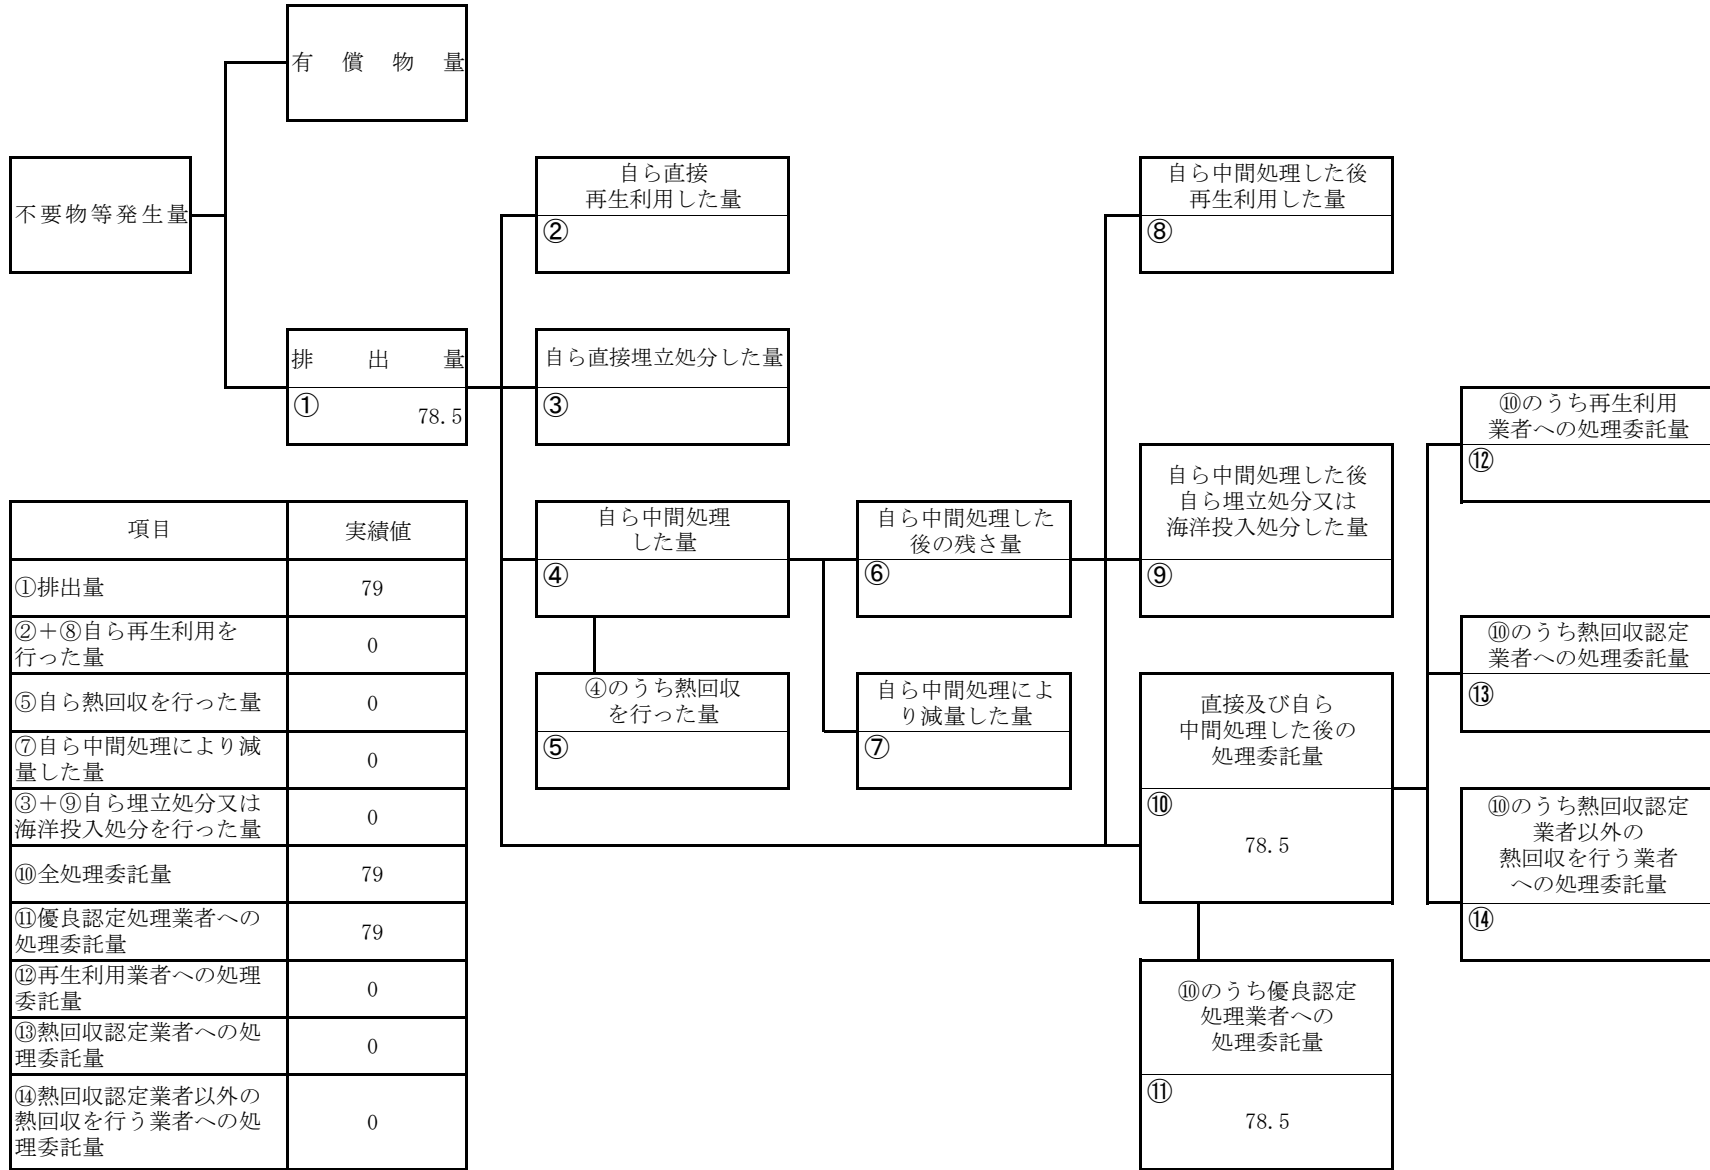 有償物量
不要物等発生量
排出量
①
78.5
自ら直接
再生利用した量
②
自ら直接埋立処分した量
③
自ら中間処理
した量
④
④のうち熱回収
を行った量
⑤
自ら中間処理した
後の残さ量
⑥
自ら中間処理によ
り減量した量
⑦
自ら中間処理した後
再生利用した量
⑧
自ら中間処理した後
自ら埋立処分又は
海洋投入処分した量
⑨
直接及び自ら
中間処理した後の
処理委託量
⑩
78.5
⑩のうち優良認定
処理業者への
処理委託量
⑪
78.5
⑩のうち再生利用
業者への処理委託量
⑫
⑩のうち熱回収認定
業者への処理委託量
⑬
⑩のうち熱回収認定
業者以外の
熱回収を行う業者
への処理委託量
⑭
項目 実績値
①排出量 79
②＋⑧自ら再生利用を
行った量 0
⑤自ら熱回収を行った量 0
⑦自ら中間処理により減
量した量 0
③＋⑨自ら埋立処分又は
海洋投入処分を行った量 0
⑩全処理委託量 79
⑪優良認定処理業者への
処理委託量 79
⑫再生利用業者への処理
委託量 0
⑬熱回収認定業者への処
理委託量 0
⑭熱回収認定業者以外の
熱回収を行う業者への処
理委託量 0